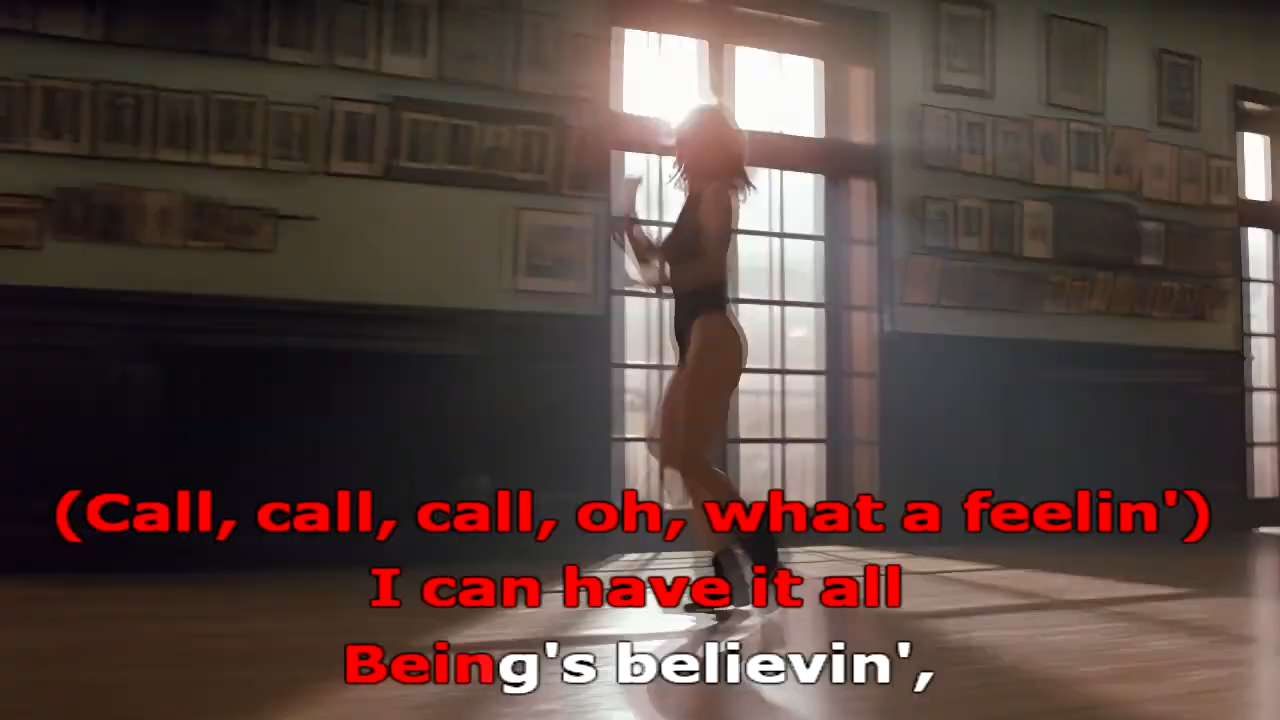 (Call, call, call, oh, what a feelin')
I can have it all
Being's believin',